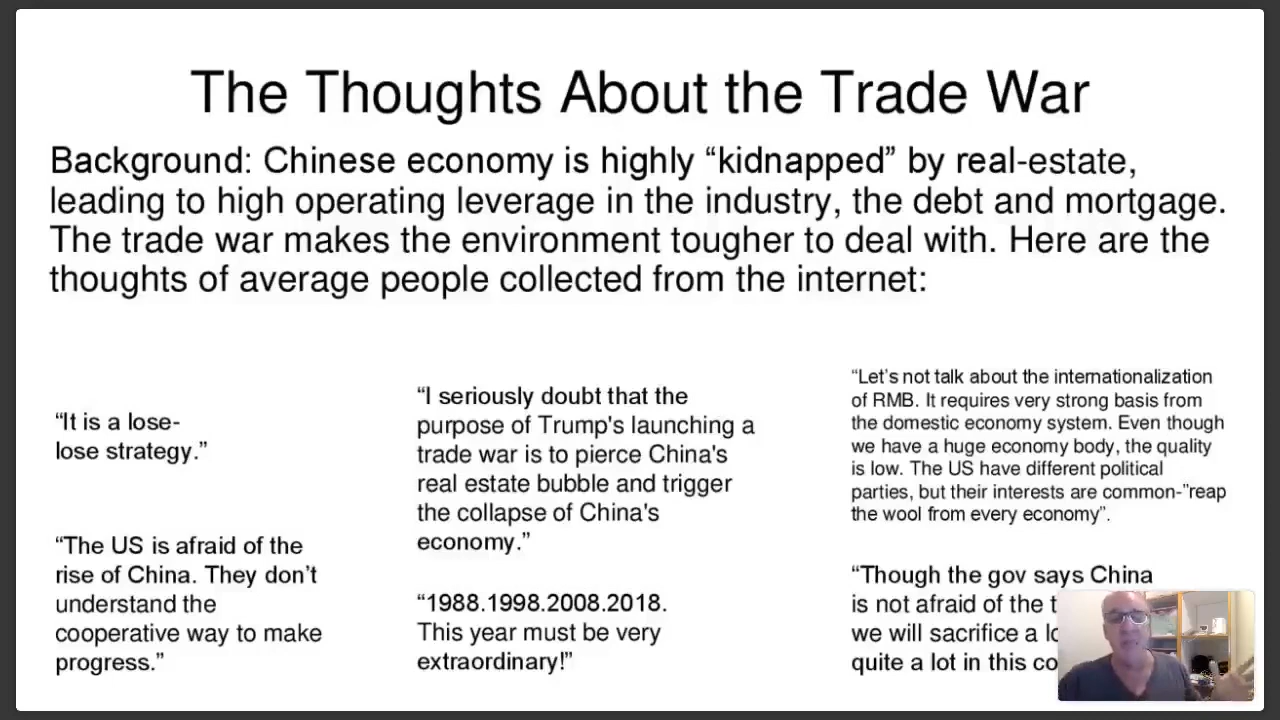 The Thoughts About the Trade War
Background: Chinese economy is highly “kidnapped” by real-estate,
leading to high operating leverage in the industry, the debt and mortgage.
The trade war makes the environment tougher to deal with. Here are the
thoughts of average people collected from the internet:
“It is a lose-
lose strategy.”
“The US is afraid of the
rise of China. They don’t
understand the
cooperative way to make
progress.”
“I seriously doubt that the
purpose of Trump's launching a
trade war is to pierce China's
real estate bubble and trigger
the collapse of China's
economy.”
“1988.1998.2008.2018.
This year must be very
extraordinary!”
“Let’s not talk about the internationalization
of RMB. It requires very strong basis from
the domestic economy system. Even though
we have a huge economy body, the quality
is low. The US have different political
parties, but their interests are common-”reap
the wool from every economy”.
“Though the gov says China
is not afraid of the
we will sacrifice a
quite a lot in this